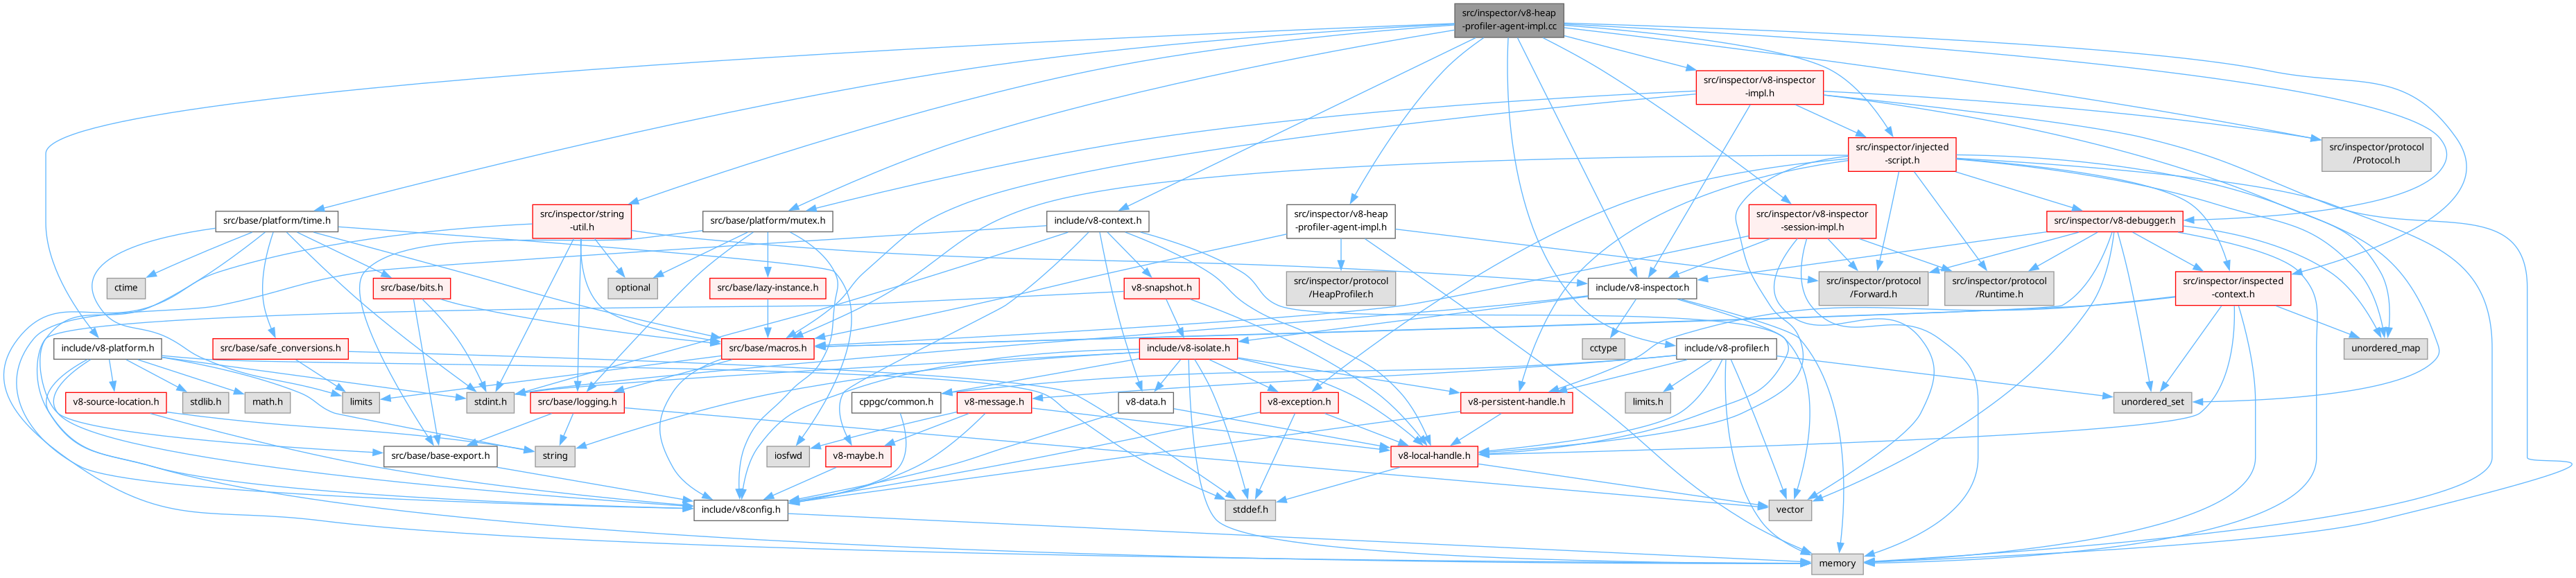 src/inspector/v8-heap
-profiler-agent-impl.cc
src/inspector/v8-inspector
-impl.h
src/inspector/injected
-script.h
src/inspector/protocol
/Protocol.h
src/base/platform/time.h
src/inspector/string
-util.h
src/base/platform/mutex.h
include/v8-context.h
src/inspector/v8-heap
-profiler-agent-impl.h
src/inspector/v8-inspector
-session-impl.h
src/inspector/v8-debugger.h
ctime
src/base/bits.h
optional
src/base/lazy-instance.h
v8-snapshot.h
src/inspector/protocol
/HeapProfiler.h
include/v8-inspector.h
src/inspector/protocol
/Forward.h
src/inspector/protocol
/Runtime.h
src/inspector/inspected
-context.h
include/v8-platform.h
src/base/safe_conversions.h
src/base/macros.h
include/v8-isolate.h
cctype
include/v8-profiler.h
unordered_map
v8-source-location.h
stdlib.h
math.h
limits
stdint.h
src/base/logging.h
cppgc/common.h
v8-message.h
v8-data.h
v8-exception.h
v8-persistent-handle.h
limits.h
unordered_set
src/base/base-export.h
string
iosfwd
v8-maybe.h
v8-local-handle.h
include/v8config.h
stddef.h
vector
memory